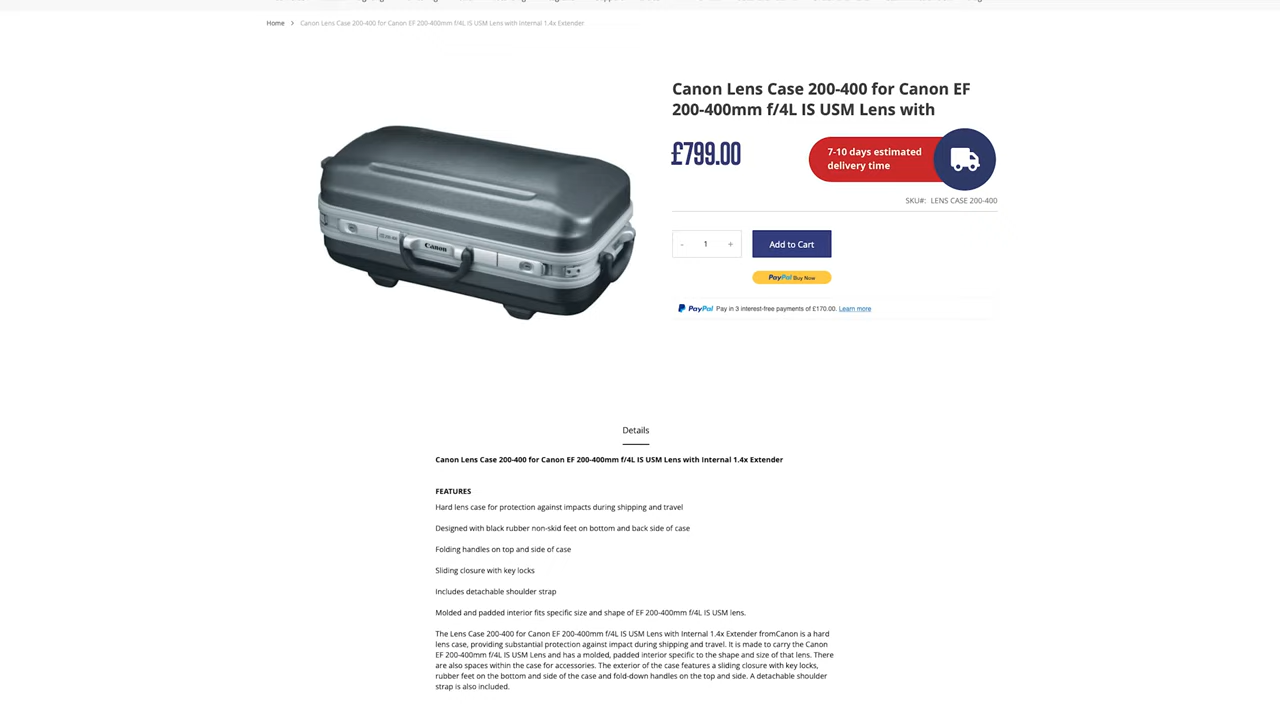 Home > Canon Lens Case 200-400 for Canon EF 200-400mm f/4L IS USM Lens with Internal 1.4x Extender
Canon Lens Case 200-400 for Canon EF
200-400mm f/4L IS USM Lens with
£799.00
7-10 days estimated
delivery time
SKU#: LENS CASE 200-400
- 1 +
Add to Cart
PayPal Buy Now
PayPal Pay in 3 interest-free payments of £170.00. Learn more
Canon
Details
Canon Lens Case 200-400 for Canon EF 200-400mm f/4L IS USM Lens with Internal 1.4x Extender
FEATURES
Hard lens case for protection against impacts during shipping and travel
Designed with black rubber non-skid feet on bottom and back side of case
Folding handles on top and side of case
Sliding closure with key locks
Includes detachable shoulder strap
Molded and padded interior fits specific size and shape of EF 200-400mm f/4L IS USM lens.
The Lens Case 200-400 for Canon EF 200-400mm f/4L IS USM Lens with Internal 1.4x Extender fromCanon is a hard
lens case, providing substantial protection against impact during shipping and travel. It is made to carry the Canon
EF 200-400mm f/4L IS USM Lens and has a molded, padded interior specific to the shape and size of that lens. There
are also spaces within the case for accessories. The exterior of the case features a sliding closure with key locks,
rubber feet on the bottom and side of the case and fold-down handles on the top and side. A detachable shoulder
strap is also included.